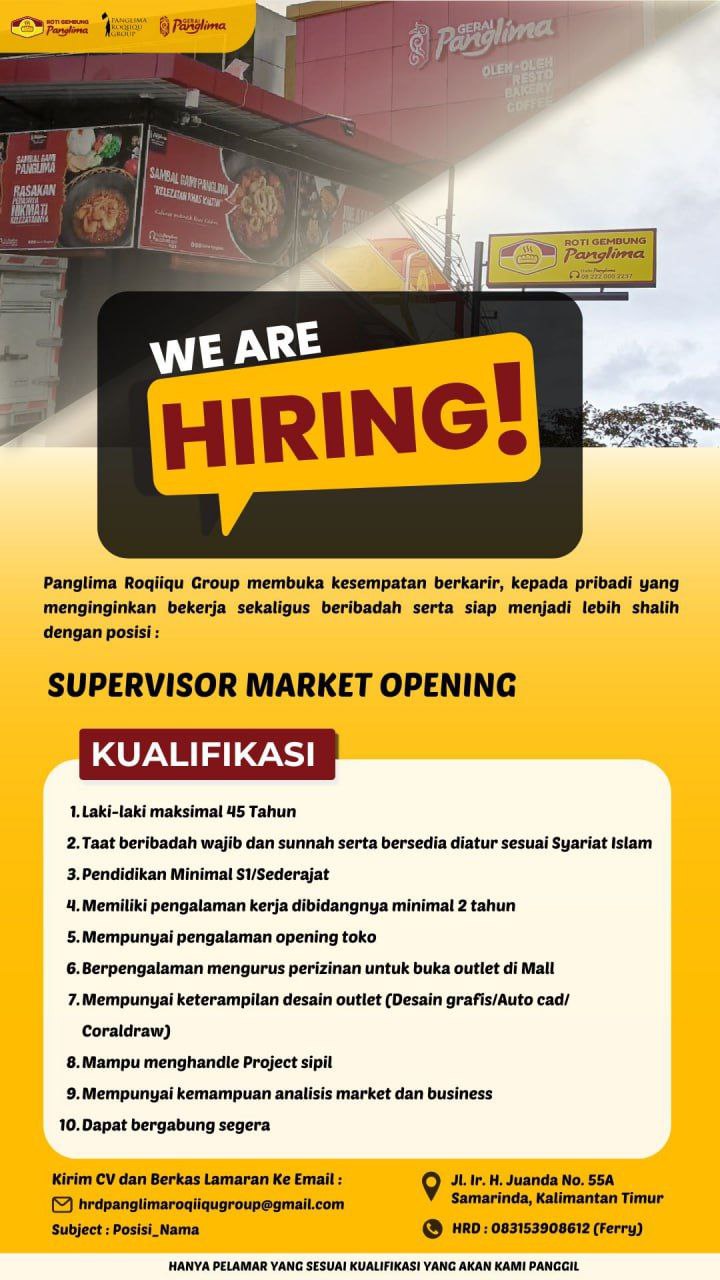 ROTI GEMBUNG
Panglima
PANGLIMA
ROQIIQU
GROUP
GERAI
Panglima
GERAI
Panglima
OLEH-OLEH
RESTO
BAKERY
COFFEE
SAMBAL GAMI
PANGLIMA
RASAKAN
NIKMATI
SAMBAL GAMI PANGLIMA
"KELEZATAN KHAS KALTIM"
ROTI GEMBUNG
Panglima
WE ARE
HIRING!
Panglima Roqiiqu Group membuka kesempatan berkarir, kepada pribadi yang
menginginkan bekerja sekaligus beribadah serta siap menjadi lebih shalih
dengan posisi :
SUPERVISOR MARKET OPENING
KUALIFIKASI
1. Laki-laki maksimal 45 Tahun
2. Taat beribadah wajib dan sunnah serta bersedia diatur sesuai Syariat Islam
3. Pendidikan Minimal S1/Sederajat
4. Memiliki pengalaman kerja dibidangnya minimal 2 tahun
5. Mempunyai pengalaman opening toko
6. Berpengalaman mengurus perizinan untuk buka outlet di Mall
7. Mempunyai keterampilan desain outlet (Desain grafis/Auto cad/
Coraldraw)
8. Mampu menghandle Project sipil
9. Mempunyai kemampuan analisis market dan business
10. Dapat bergabung segera
Kirim CV dan Berkas Lamaran Ke Email :
hrdpanglimaroqiiqugroup@gmail.com
Subject : Posisi_Nama
Jl. Ir. H. Juanda No. 55A
Samarinda, Kalimantan Timur
HRD : 083153908612 (Ferry)
HANYA PELAMAR YANG SESUAI KUALIFIKASI YANG AKAN KAMI PANGGIL